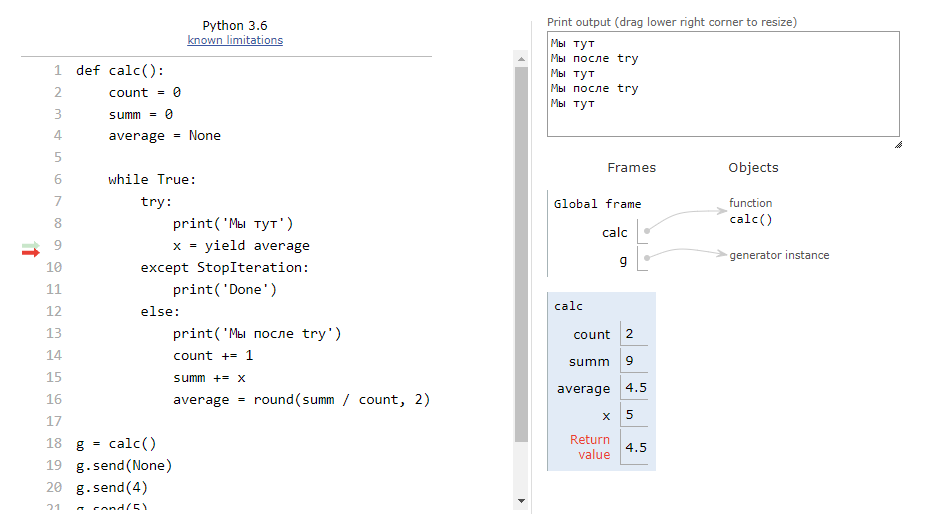 Python 3.6
known limitations
1 def calc():
2     count = 0
3     summ = 0
4     average = None
5
6     while True:
7         try:
8             print('Мы тут')
9             x = yield average
10         except StopIteration:
11             print('Done')
12         else:
13             print('Мы после try')
14             count += 1
15             summ += x
16             average = round(summ / count, 2)
17
18 g = calc()
19 g.send(None)
20 g.send(4)
21 g.send(5)
Print output (drag lower right corner to resize)
Мы тут
Мы после try
Мы тут
Мы после try
Мы тут
Frames Objects
Global frame
calc
g
function
calc()
generator instance
calc
count 2
summ 9
average 4.5
x 5
Return
value 4.5